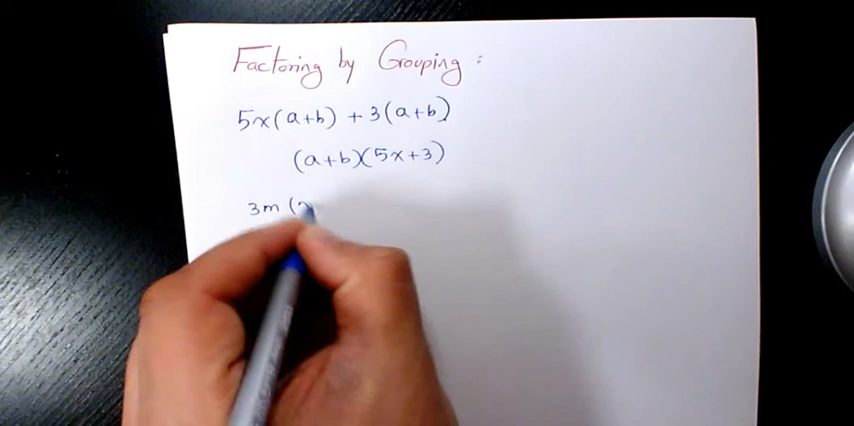 Factoring by Grouping :
5x(a+b) + 3(a+b)
(a+b)(5x+3)
3m (